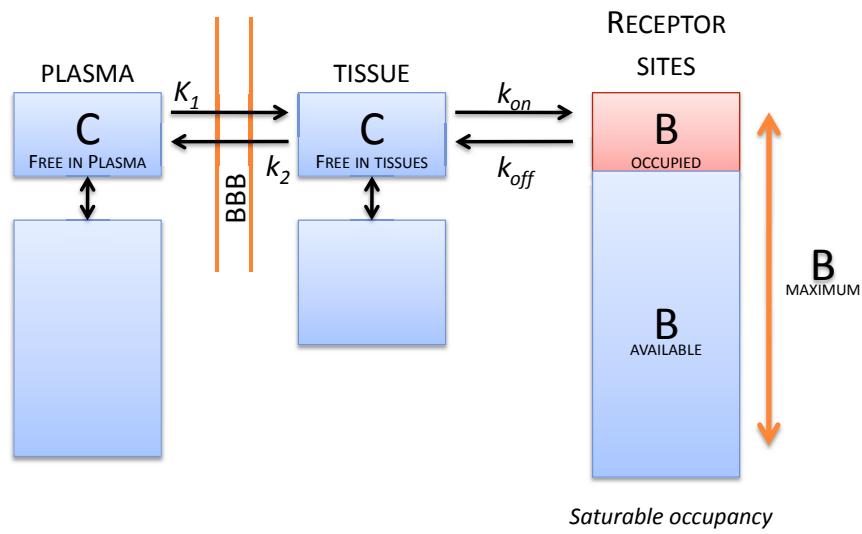 RECEPTOR
SITES
PLASMA
TISSUE
K1
k2
kon
koff
C
FREE IN PLASMA
C
FREE IN TISSUES
B
OCCUPIED
BBB
B
AVAILABLE
B
MAXIMUM
Saturable occupancy